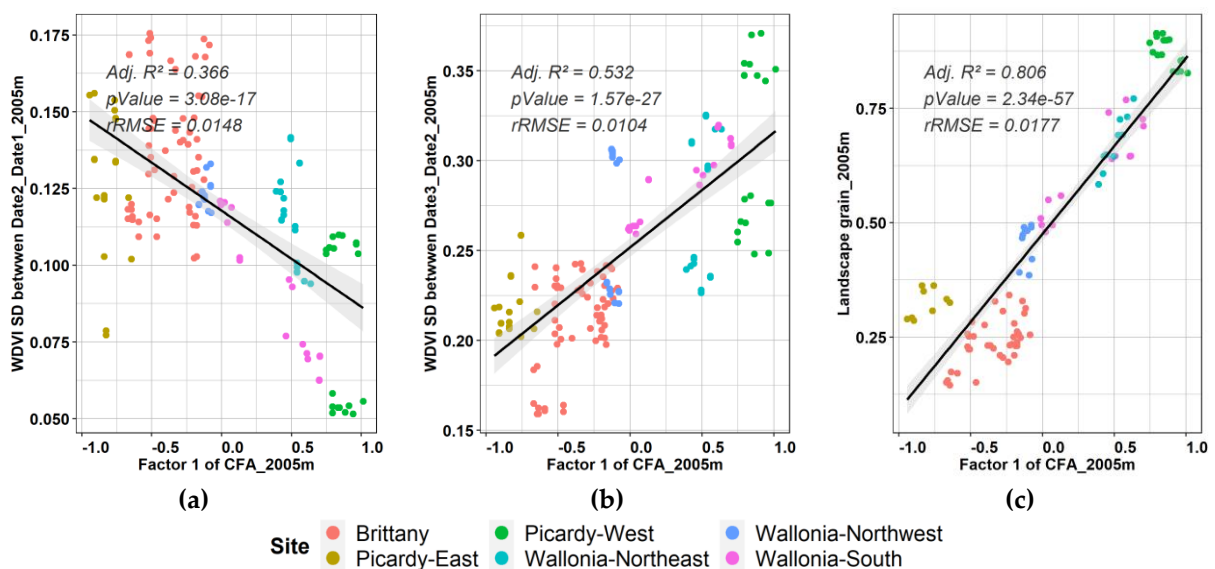 WDVI SD betwven Date2_Date1_2005m
0.175
0.150
0.125
0.100
0.075
0.050
Adj. R² = 0.366
pValue = 3.08e-17
rRMSE = 0.0148
-1.0 -0.5 0.0 0.5 1.0
Factor 1 of CFA_2005m
(a)
WDVI SD betwven Date3_Date2_2005m
0.35
0.30
0.25
0.20
0.15
Adj. R² = 0.532
pValue = 1.57e-27
rRMSE = 0.0104
-1.0 -0.5 0.0 0.5 1.0
Factor 1 of CFA_2005m
(b)
Landscape grain_2005m
0.75
0.50
0.25
Adj. R² = 0.806
pValue = 2.34e-57
rRMSE = 0.0177
-1.0 -0.5 0.0 0.5 1.0
Factor 1 of CFA_2005m
(c)
Site
Brittany Picardy-West Wallonia-Northwest
Picardy-East Wallonia-Northeast Wallonia-South